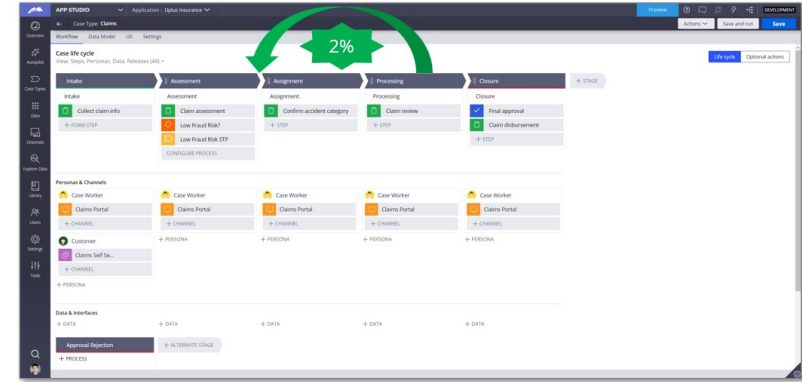 APP STUDIO
Application : Uplus Insurance
Preview
DEVELOPMENT
Case Type: Claims
Actions
Save and run
Save
Overview
Autopilot
Case Types
Data
Channels
Explore Data
Library
Users
Settings
Tools
Workflow Data Model UX Settings
Case life cycle
View: Steps, Personas, Data, Releases (All)
2%
Life cycle Optional actions
Intake Assessment Assignment Processing Closure + STAGE
Intake Assessment Assignment Processing Closure
Collect claim info Claim assessment Confirm accident category Claim review Final approval
+ FORM STEP Low Fraud Risk? + STEP + STEP Claim disbursement
Low Fraud Risk STP + STEP
CONFIGURE PROCESS
Personas & Channels
Case Worker Case Worker Case Worker Case Worker Case Worker
Claims Portal Claims Portal Claims Portal Claims Portal Claims Portal
+ CHANNEL + CHANNEL + CHANNEL + CHANNEL + CHANNEL
Customer + PERSONA + PERSONA + PERSONA + PERSONA
Claims Self Se...
+ CHANNEL
+ PERSONA
Data & Interfaces
+ DATA + DATA + DATA + DATA + DATA
Approval Rejection + ALTERNATE STAGE
+ PROCESS